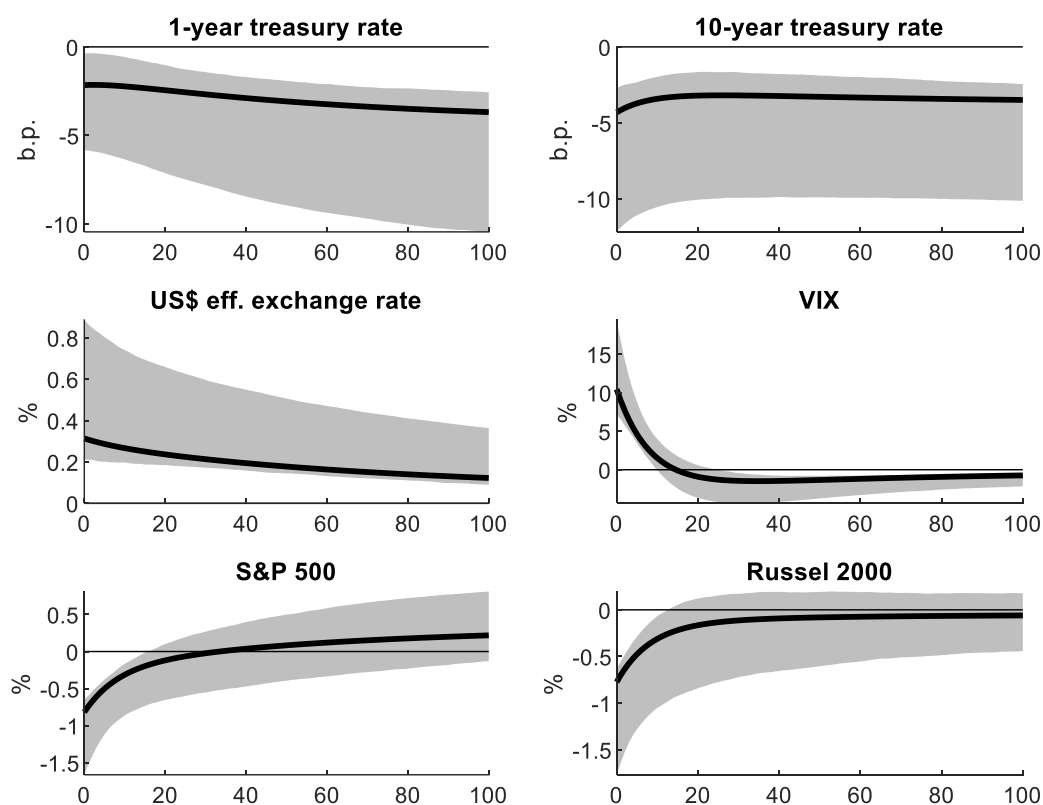 1-year treasury rate
0
-5
-10
b.p.
0 20 40 60 80 100
10-year treasury rate
0
-5
-10
b.p.
0 20 40 60 80 100
US$ eff. exchange rate
0.8
0.6
0.4
0.2
0
%
0 20 40 60 80 100
VIX
15
10
5
0
%
0 20 40 60 80 100
S&P 500
0.5
0
-0.5
-1
-1.5
%
0 20 40 60 80 100
Russel 2000
0
-0.5
-1
-1.5
%
0 20 40 60 80 100